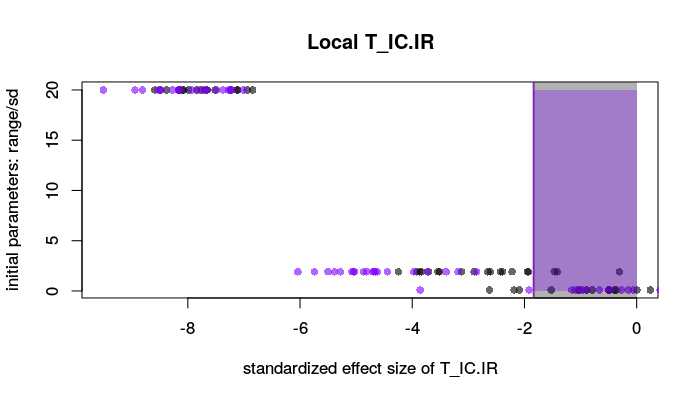 Local T_IC.IR
initial parameters: range/sd
20
15
10
5
0
-8 -6 -4 -2 0
standardized effect size of T_IC.IR